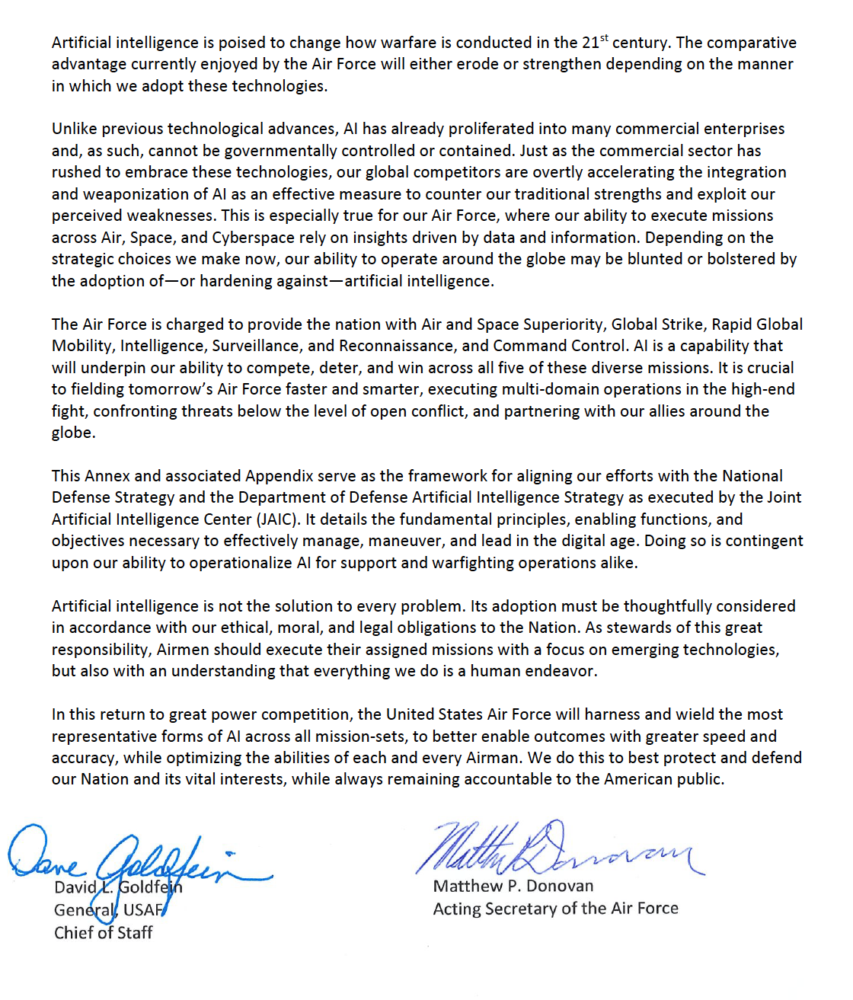 Artificial intelligence is poised to change how warfare is conducted in the 21st century. The comparative
advantage currently enjoyed by the Air Force will either erode or strengthen depending on the manner
in which we adopt these technologies.
Unlike previous technological advances, AI has already proliferated into many commercial enterprises
and, as such, cannot be governmentally controlled or contained. Just as the commercial sector has
rushed to embrace these technologies, our global competitors are overtly accelerating the integration
and weaponization of AI as an effective measure to counter our traditional strengths and exploit our
perceived weaknesses. This is especially true for our Air Force, where our ability to execute missions
across Air, Space, and Cyberspace rely on insights driven by data and information. Depending on the
strategic choices we make now, our ability to operate around the globe may be blunted or bolstered by
the adoption of—or hardening against—artificial intelligence.
The Air Force is charged to provide the nation with Air and Space Superiority, Global Strike, Rapid Global
Mobility, Intelligence, Surveillance, and Reconnaissance, and Command Control. AI is a capability that
will underpin our ability to compete, deter, and win across all five of these diverse missions. It is crucial
to fielding tomorrow's Air Force faster and smarter, executing multi-domain operations in the high-end
fight, confronting threats below the level of open conflict, and partnering with our allies around the
globe.
This Annex and associated Appendix serve as the framework for aligning our efforts with the National
Defense Strategy and the Department of Defense Artificial Intelligence Strategy as executed by the Joint
Artificial Intelligence Center (JAIC). It details the fundamental principles, enabling functions, and
objectives necessary to effectively manage, maneuver, and lead in the digital age. Doing so is contingent
upon our ability to operationalize AI for support and warfighting operations alike.
Artificial intelligence is not the solution to every problem. Its adoption must be thoughtfully considered
in accordance with our ethical, moral, and legal obligations to the Nation. As stewards of this great
responsibility, Airmen should execute their assigned missions with a focus on emerging technologies,
but also with an understanding that everything we do is a human endeavor.
In this return to great power competition, the United States Air Force will harness and wield the most
representative forms of AI across all mission-sets, to better enable outcomes with greater speed and
accuracy, while optimizing the abilities of each and every Airman. We do this to best protect and defend
our Nation and its vital interests, while always remaining accountable to the American public.
Dave Goldfein
David L. Goldfein
General, USAF
Chief of Staff
Matthew P Donovan
Matthew P. Donovan
Acting Secretary of the Air Force